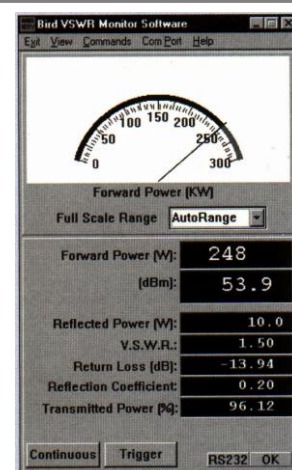 Bird VSWR Monitor Software
Exit View Commands Com Port Help
0 50 100 150 200 250 300
Forward Power (KW)
Full Scale Range AutoRange
Forward Power (W): 248
(dBm): 53.9
Reflected Power (W): 10.0
V.S.W.R.: 1.50
Return Loss (dB): -13.94
Reflection Coefficient: 0.20
Transmitted Power (%): 96.12
Continuous Trigger RS232 OK